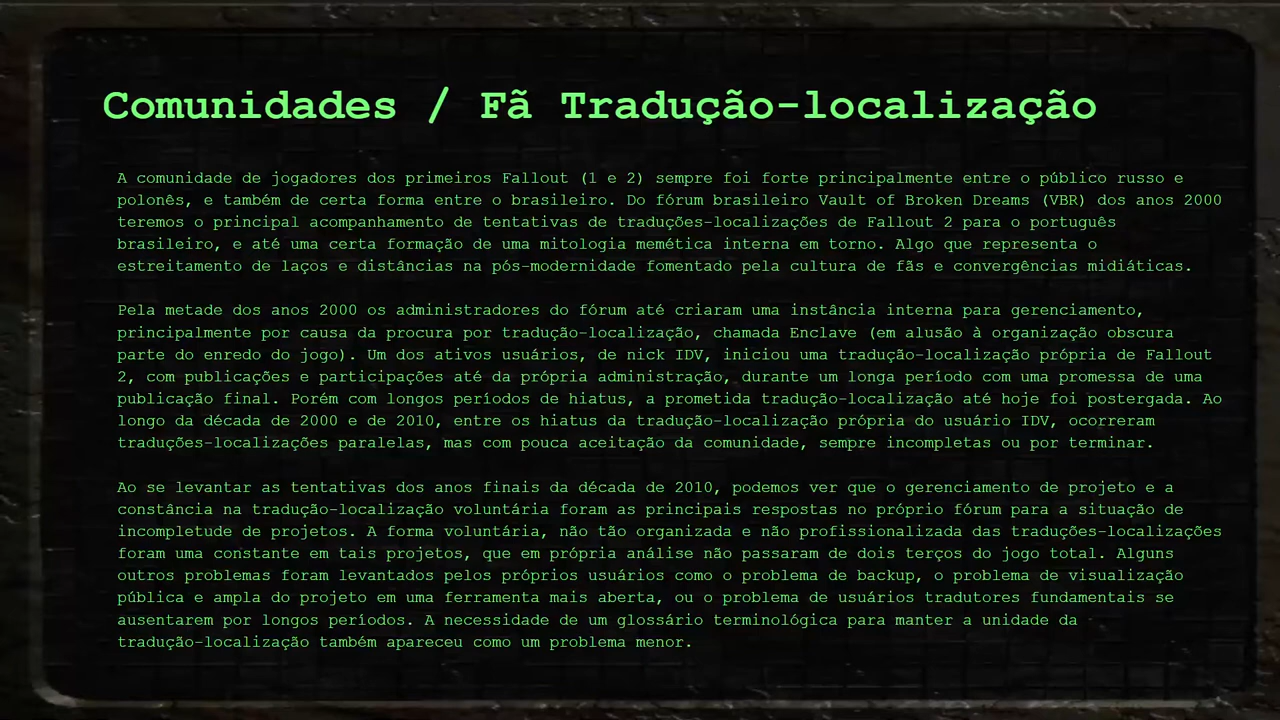 Comunidades / Fã Tradução-localização
A comunidade de jogadores dos primeiros Fallout (1 e 2) sempre foi forte principalmente entre o público russo e
polonês, e também de certa forma entre o brasileiro. Do fórum brasileiro Vault of Broken Dreams (VBR) dos anos 2000
teremos o principal acompanhamento de tentativas de traduções-localizações de Fallout 2 para o português
brasileiro, e até uma certa formação de uma mitologia memética interna em torno. Algo que representa o
estreitamento de laços e distâncias na pós-modernidade fomentado pela cultura de fãs e convergências midiáticas.
Pela metade dos anos 2000 os administradores do fórum até criaram uma instância interna para gerenciamento,
principalmente por causa da procura por tradução-localização, chamada Enclave (em alusão à organização obscura
parte do enredo do jogo). Um dos ativos usuários, de nick IDV, iniciou uma tradução-localização própria de Fallout
2, com publicações e participações até da própria administração, durante um longa período com uma promessa de uma
publicação final. Porém com longos períodos de hiatus, a prometida tradução-localização até hoje foi postergada. Ao
longo da década de 2000 e de 2010, entre os hiatus da tradução-localização própria do usuário IDV, ocorreram
traduções-localizações paralelas, mas com pouca aceitação da comunidade, sempre incompletas ou por terminar.
Ao se levantar as tentativas dos anos finais da década de 2010, podemos ver que o gerenciamento de projeto e a
constância na tradução-localização voluntária foram as principais respostas no próprio fórum para a situação de
incompletude de projetos. A forma voluntária, não tão organizada e não profissionalizada das traduções-localizações
foram uma constante em tais projetos, que em própria análise não passaram de dois terços do jogo total. Alguns
outros problemas foram levantados pelos próprios usuários como o problema de backup, o problema de visualização
pública e ampla do projeto em uma ferramenta mais aberta, ou o problema de usuários tradutores fundamentais se
ausentarem por longos períodos. A necessidade de um glossário terminológica para manter a unidade da
tradução-localização também apareceu como um problema menor.